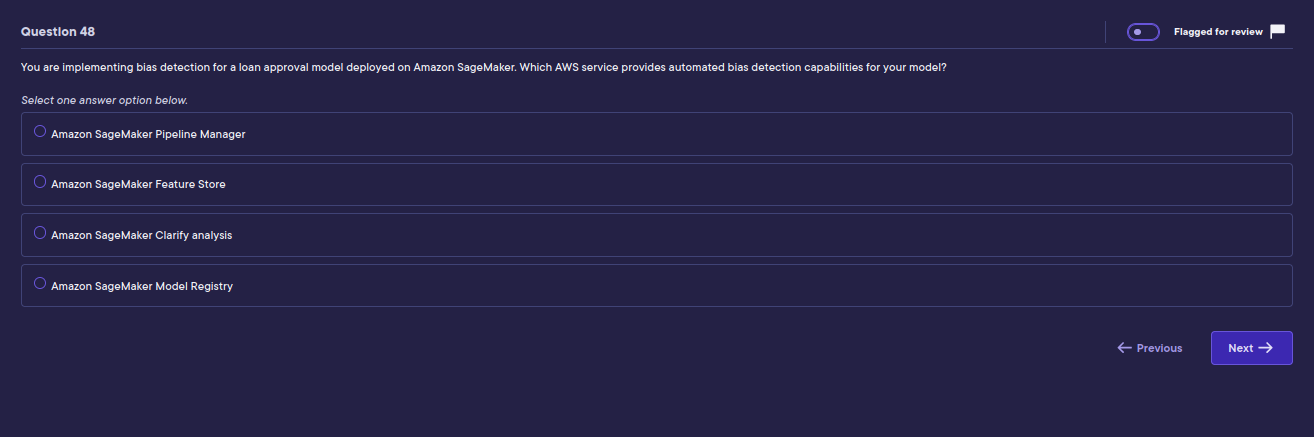 Question 48
Flagged for review
You are implementing bias detection for a loan approval model deployed on Amazon SageMaker. Which AWS service provides automated bias detection capabilities for your model?
Select one answer option below.
Amazon SageMaker Pipeline Manager
Amazon SageMaker Feature Store
Amazon SageMaker Clarify analysis
Amazon SageMaker Model Registry
Previous
Next